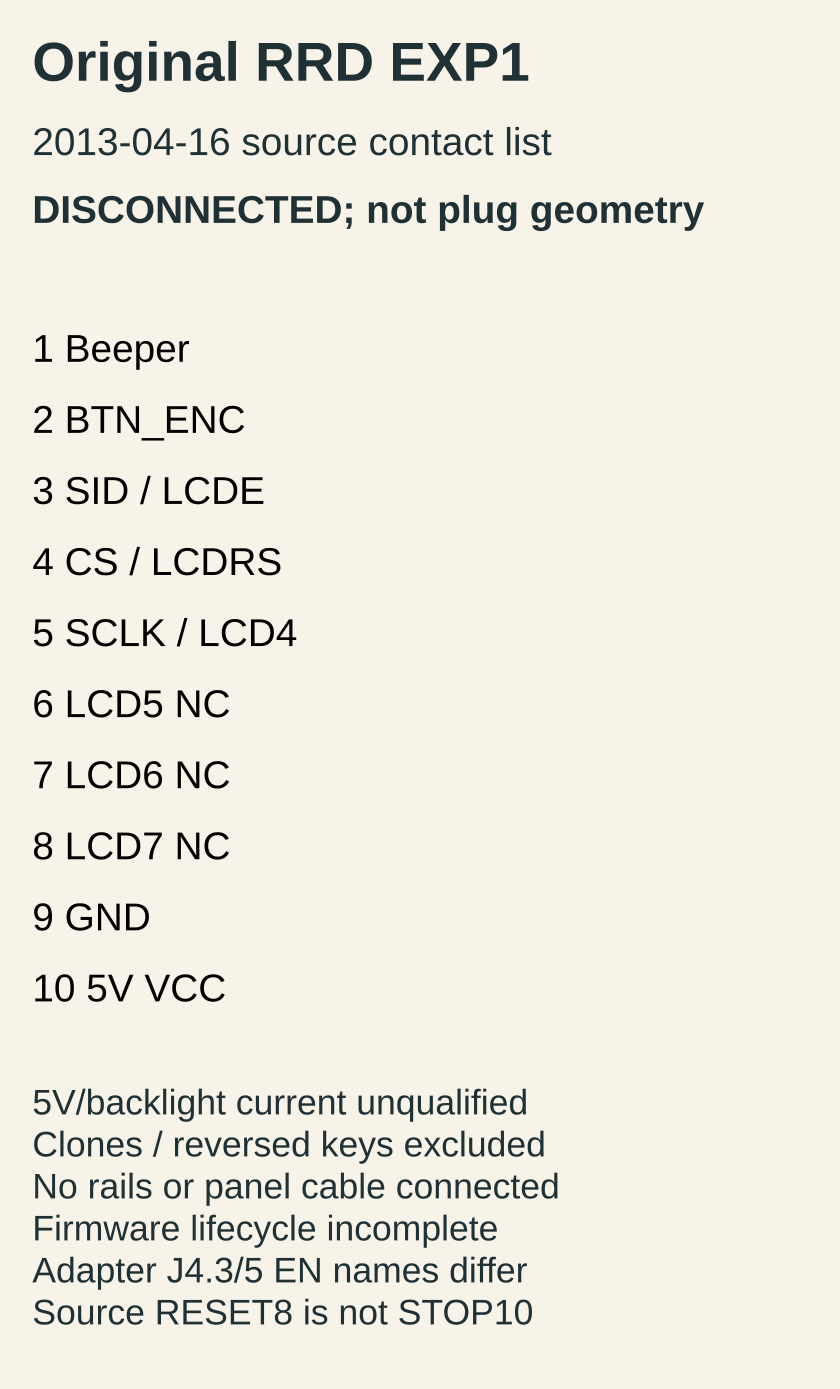 Original RRD EXP1
2013-04-16 source contact list
DISCONNECTED; not plug geometry
1 Beeper
2 BTN_ENC
3 SID / LCDE
4 CS / LCDRS
5 SCLK / LCD4
6 LCD5 NC
7 LCD6 NC
8 LCD7 NC
9 GND
10 5V VCC
5V/backlight current unqualified
Clones / reversed keys excluded
No rails or panel cable connected
Firmware lifecycle incomplete
Adapter J4.3/5 EN names differ
Source RESET8 is not STOP10